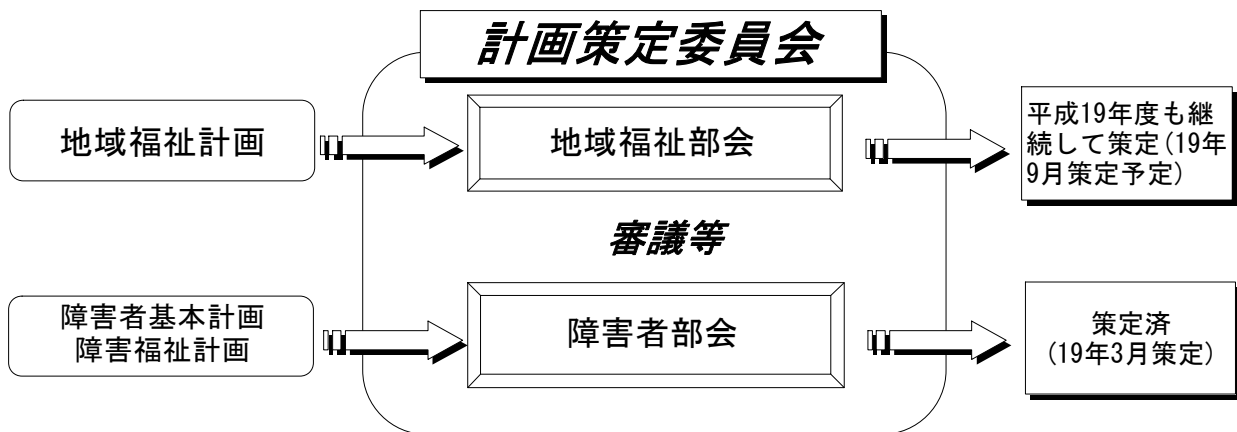 計画策定委員会
地域福祉計画
地域福祉部会
平成19年度も継
続して策定(19年
9月策定予定)
審議等
障害者基本計画
障害福祉計画
障害者部会
策定済
(19年3月策定)